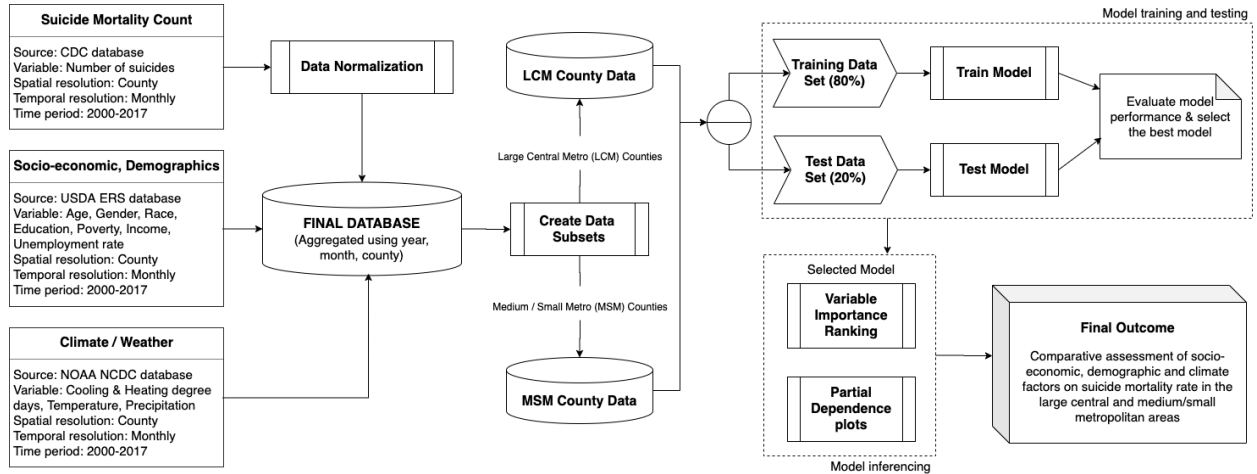 Suicide Mortality Count
Source: CDC database
Variable: Number of suicides
Spatial resolution: County
Temporal resolution: Monthly
Time period: 2000-2017
Socio-economic, Demographics
Source: USDA ERS database
Variable: Age, Gender, Race,
Education, Poverty, Income,
Unemployment rate
Spatial resolution: County
Temporal resolution: Monthly
Time period: 2000-2017
Climate / Weather
Source: NOAA NCDC database
Variable: Cooling & Heating degree
days, Temperature, Precipitation
Spatial resolution: County
Temporal resolution: Monthly
Time period: 2000-2017
Data Normalization
FINAL DATABASE
(Aggregated using year,
month, county)
LCM County Data
Large Central Metro (LCM) Counties
Create Data
Subsets
Medium / Small Metro (MSM) Counties
MSM County Data
Model training and testing
Training Data
Set (80%)
Train Model
Test Data
Set (20%)
Test Model
Evaluate model
performance & select
the best model
Selected Model
Variable
Importance
Ranking
Partial
Dependence
plots
Model inferencing
Final Outcome
Comparative assessment of socio-
economic, demographic and climate
factors on suicide mortality rate in the
large central and medium/small
metropolitan areas